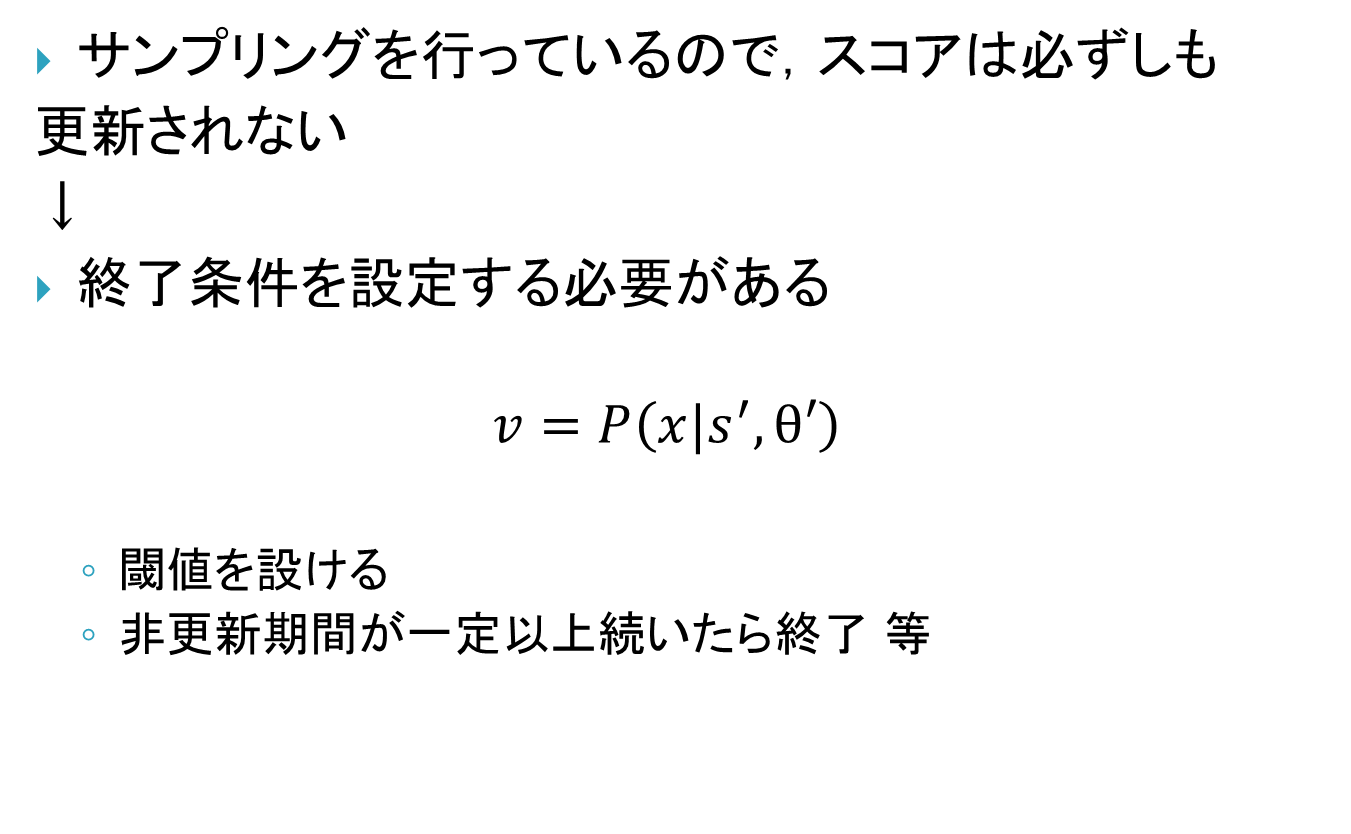 サンプリングを行っているので, スコアは必ずしも
更新されない
↓
終了条件を設定する必要がある
v = P(x|s′, θ′)
閾値を設ける
非更新期間が一定以上続いたら終了 等